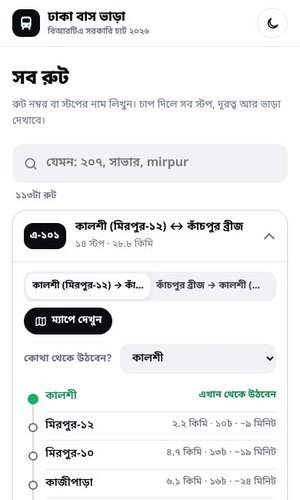 ঢাকা বাস ভাড়া
বিআরটিএ সরকারি চার্ট ২০২৬
সব রুট
রুট নম্বর বা স্টপের নাম লিখুন। চাপ দিলে সব স্টপ, দূরত্ব আর ভাড়া
দেখাবে।
যেমন: ২০৭, সাভার, mirpur
১১৩টা রুট
এ-১০১
কালশী (মিরপুর-১২) ↔ কাঁচপুর ব্রীজ
১৪ স্টপ · ২৮.৮ কিমি
কালশী (মিরপুর-১২) → কাঁ...
কাঁচপুর ব্রীজ → কালশী (...
ম্যাপে দেখুন
কোথা থেকে উঠবেন?
কালশী
কালশী
এখান থেকে উঠবেন
মিরপুর-১২
২.২ কিমি · ১০৳ · ~৯ মিনিট
মিরপুর-১০
৪.৭ কিমি · ১৩৳ · ~১৯ মিনিট
কাজীপাড়া
৬.১ কিমি · ১৬৳ · ~২৪ মিনিট